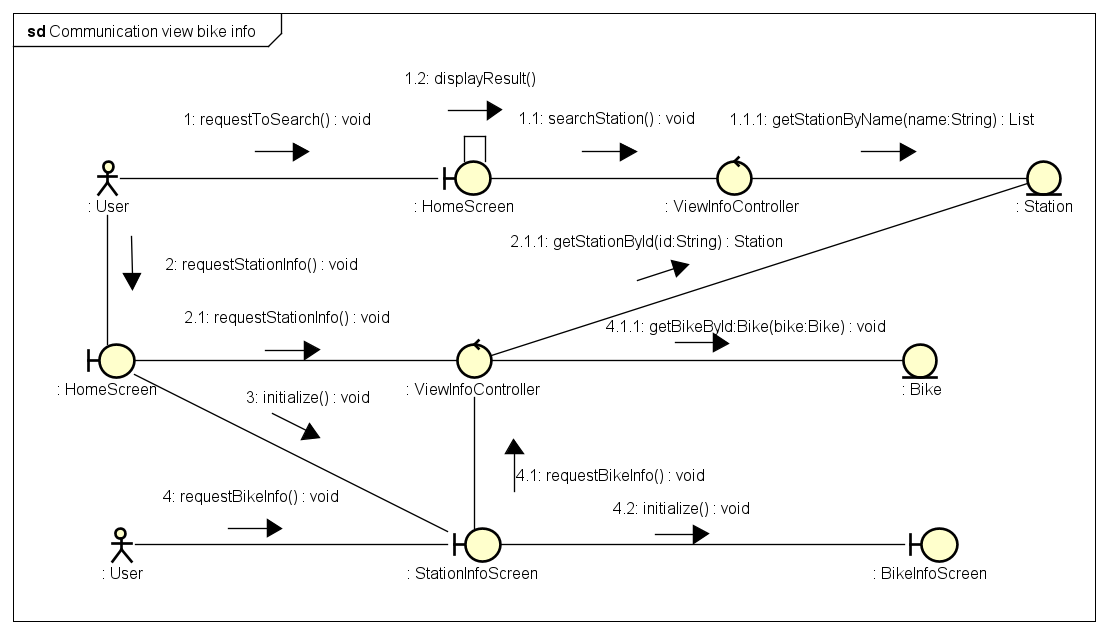 sd Communication view bike info
1.2: displayResult()
1: requestToSearch() : void
1.1: searchStation() : void
1.1.1: getStationByName(name:String) : List
: User
: HomeScreen
: ViewInfoController
: Station
2.1.1: getStationById(id:String) : Station
2: requestStationInfo() : void
2.1: requestStationInfo() : void
4.1.1: getBikeById:Bike(bike:Bike) : void
: HomeScreen
: ViewInfoController
: Bike
3: initialize() : void
4.1: requestBikeInfo() : void
4: requestBikeInfo() : void
4.2: initialize() : void
: User
: StationInfoScreen
: BikeInfoScreen